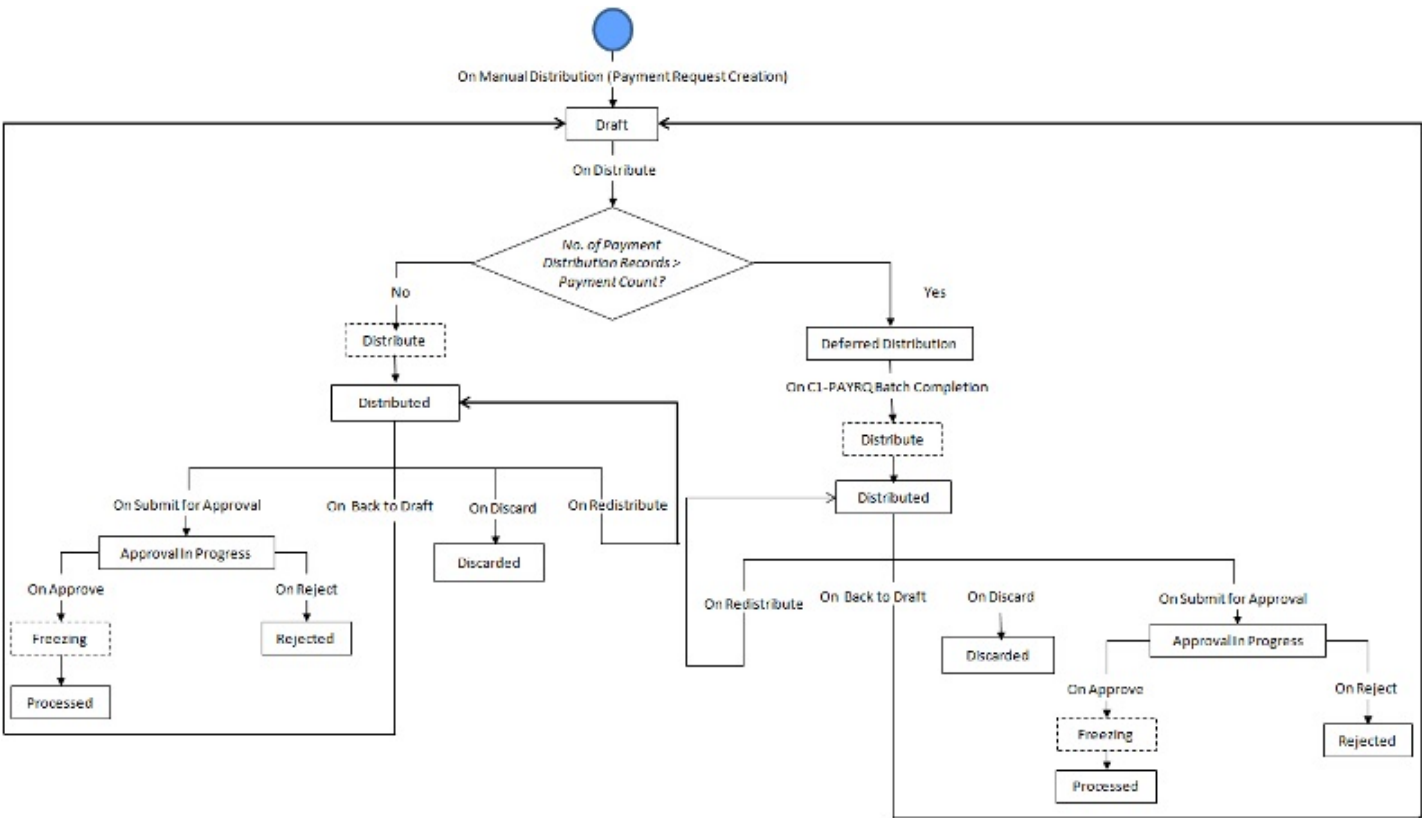 On Manual Distribution (Payment Request Creation)
Draft
On Distribute
No. of Payment
Distribution Records >
Payment Count?
No
Yes
Distribute
Deferred Distribution
On C1-PAYRQ Batch Completion
Distributed
Distribute
Distributed
On Submit for Approval
On Back to Draft
On Discard
On Redistribute
Approval In Progress
Discarded
On Approve
On Reject
Freezing
Rejected
Processed
On Redistribute
On Back to Draft
On Discard
On Submit for Approval
Discarded
Approval In Progress
On Approve
On Reject
Freezing
Rejected
Processed